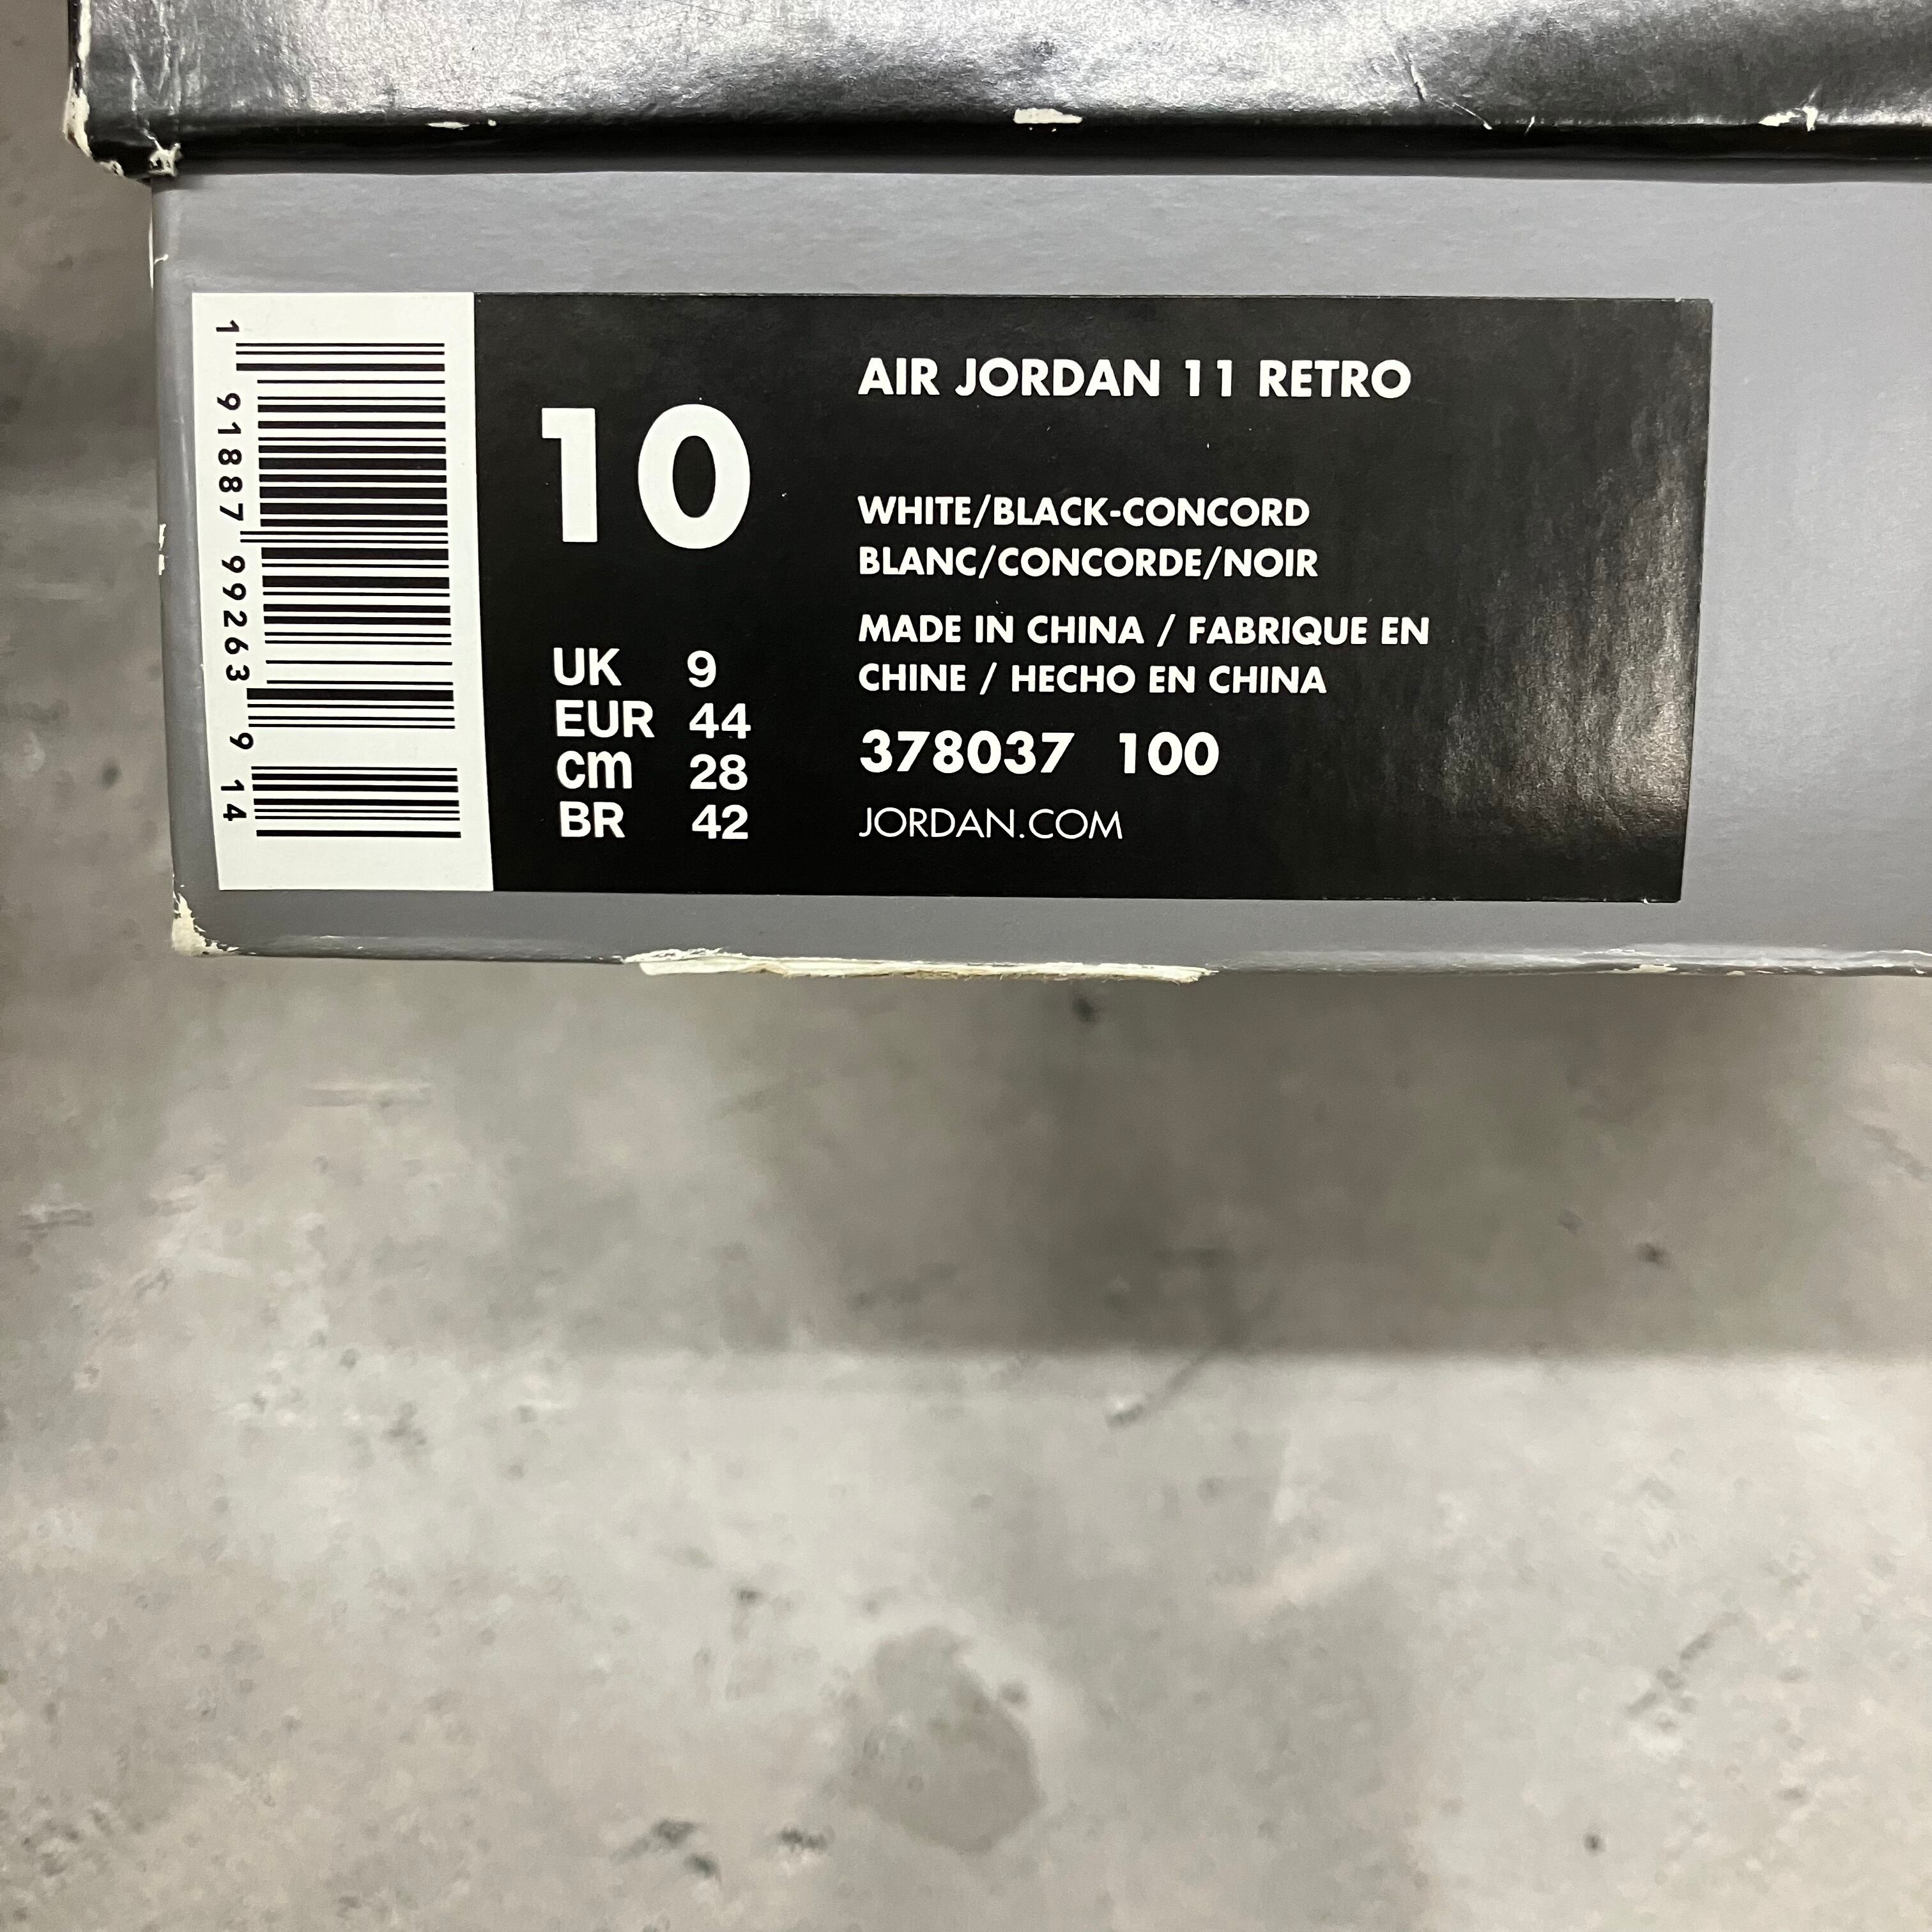 1 91887 99263 9 14
10
UK 9
EUR 44
cm 28
BR 42
AIR JORDAN 11 RETRO
WHITE/BLACK-CONCORD
BLANC/CONCORDE/NOIR
MADE IN CHINA / FABRIQUE EN
CHINE / HECHO EN CHINA
378037 100
JORDAN.COM